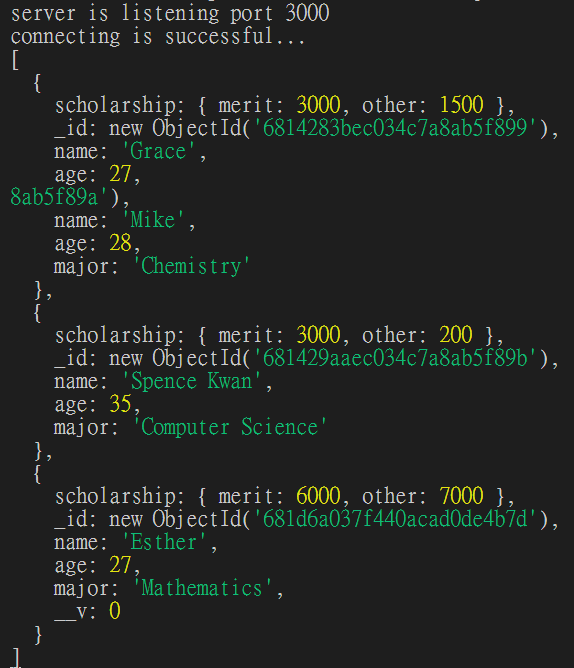 server is listening port 3000
connecting is successful...
[
  {
    scholarship: { merit: 3000, other: 1500 },
    _id: new ObjectId('6814283bec034c7a8ab5f899'),
    name: 'Grace',
    age: 27,
8ab5f89a'),
    name: 'Mike',
    age: 28,
    major: 'Chemistry'
  },
  {
    scholarship: { merit: 3000, other: 200 },
    _id: new ObjectId('681429aaec034c7a8ab5f89b'),
    name: 'Spence Kwan',
    age: 35,
    major: 'Computer Science'
  },
  {
    scholarship: { merit: 6000, other: 7000 },
    _id: new ObjectId('681d6a037f440acad0de4b7d'),
    name: 'Esther',
    age: 27,
    major: 'Mathematics',
    __v: 0
  }
]